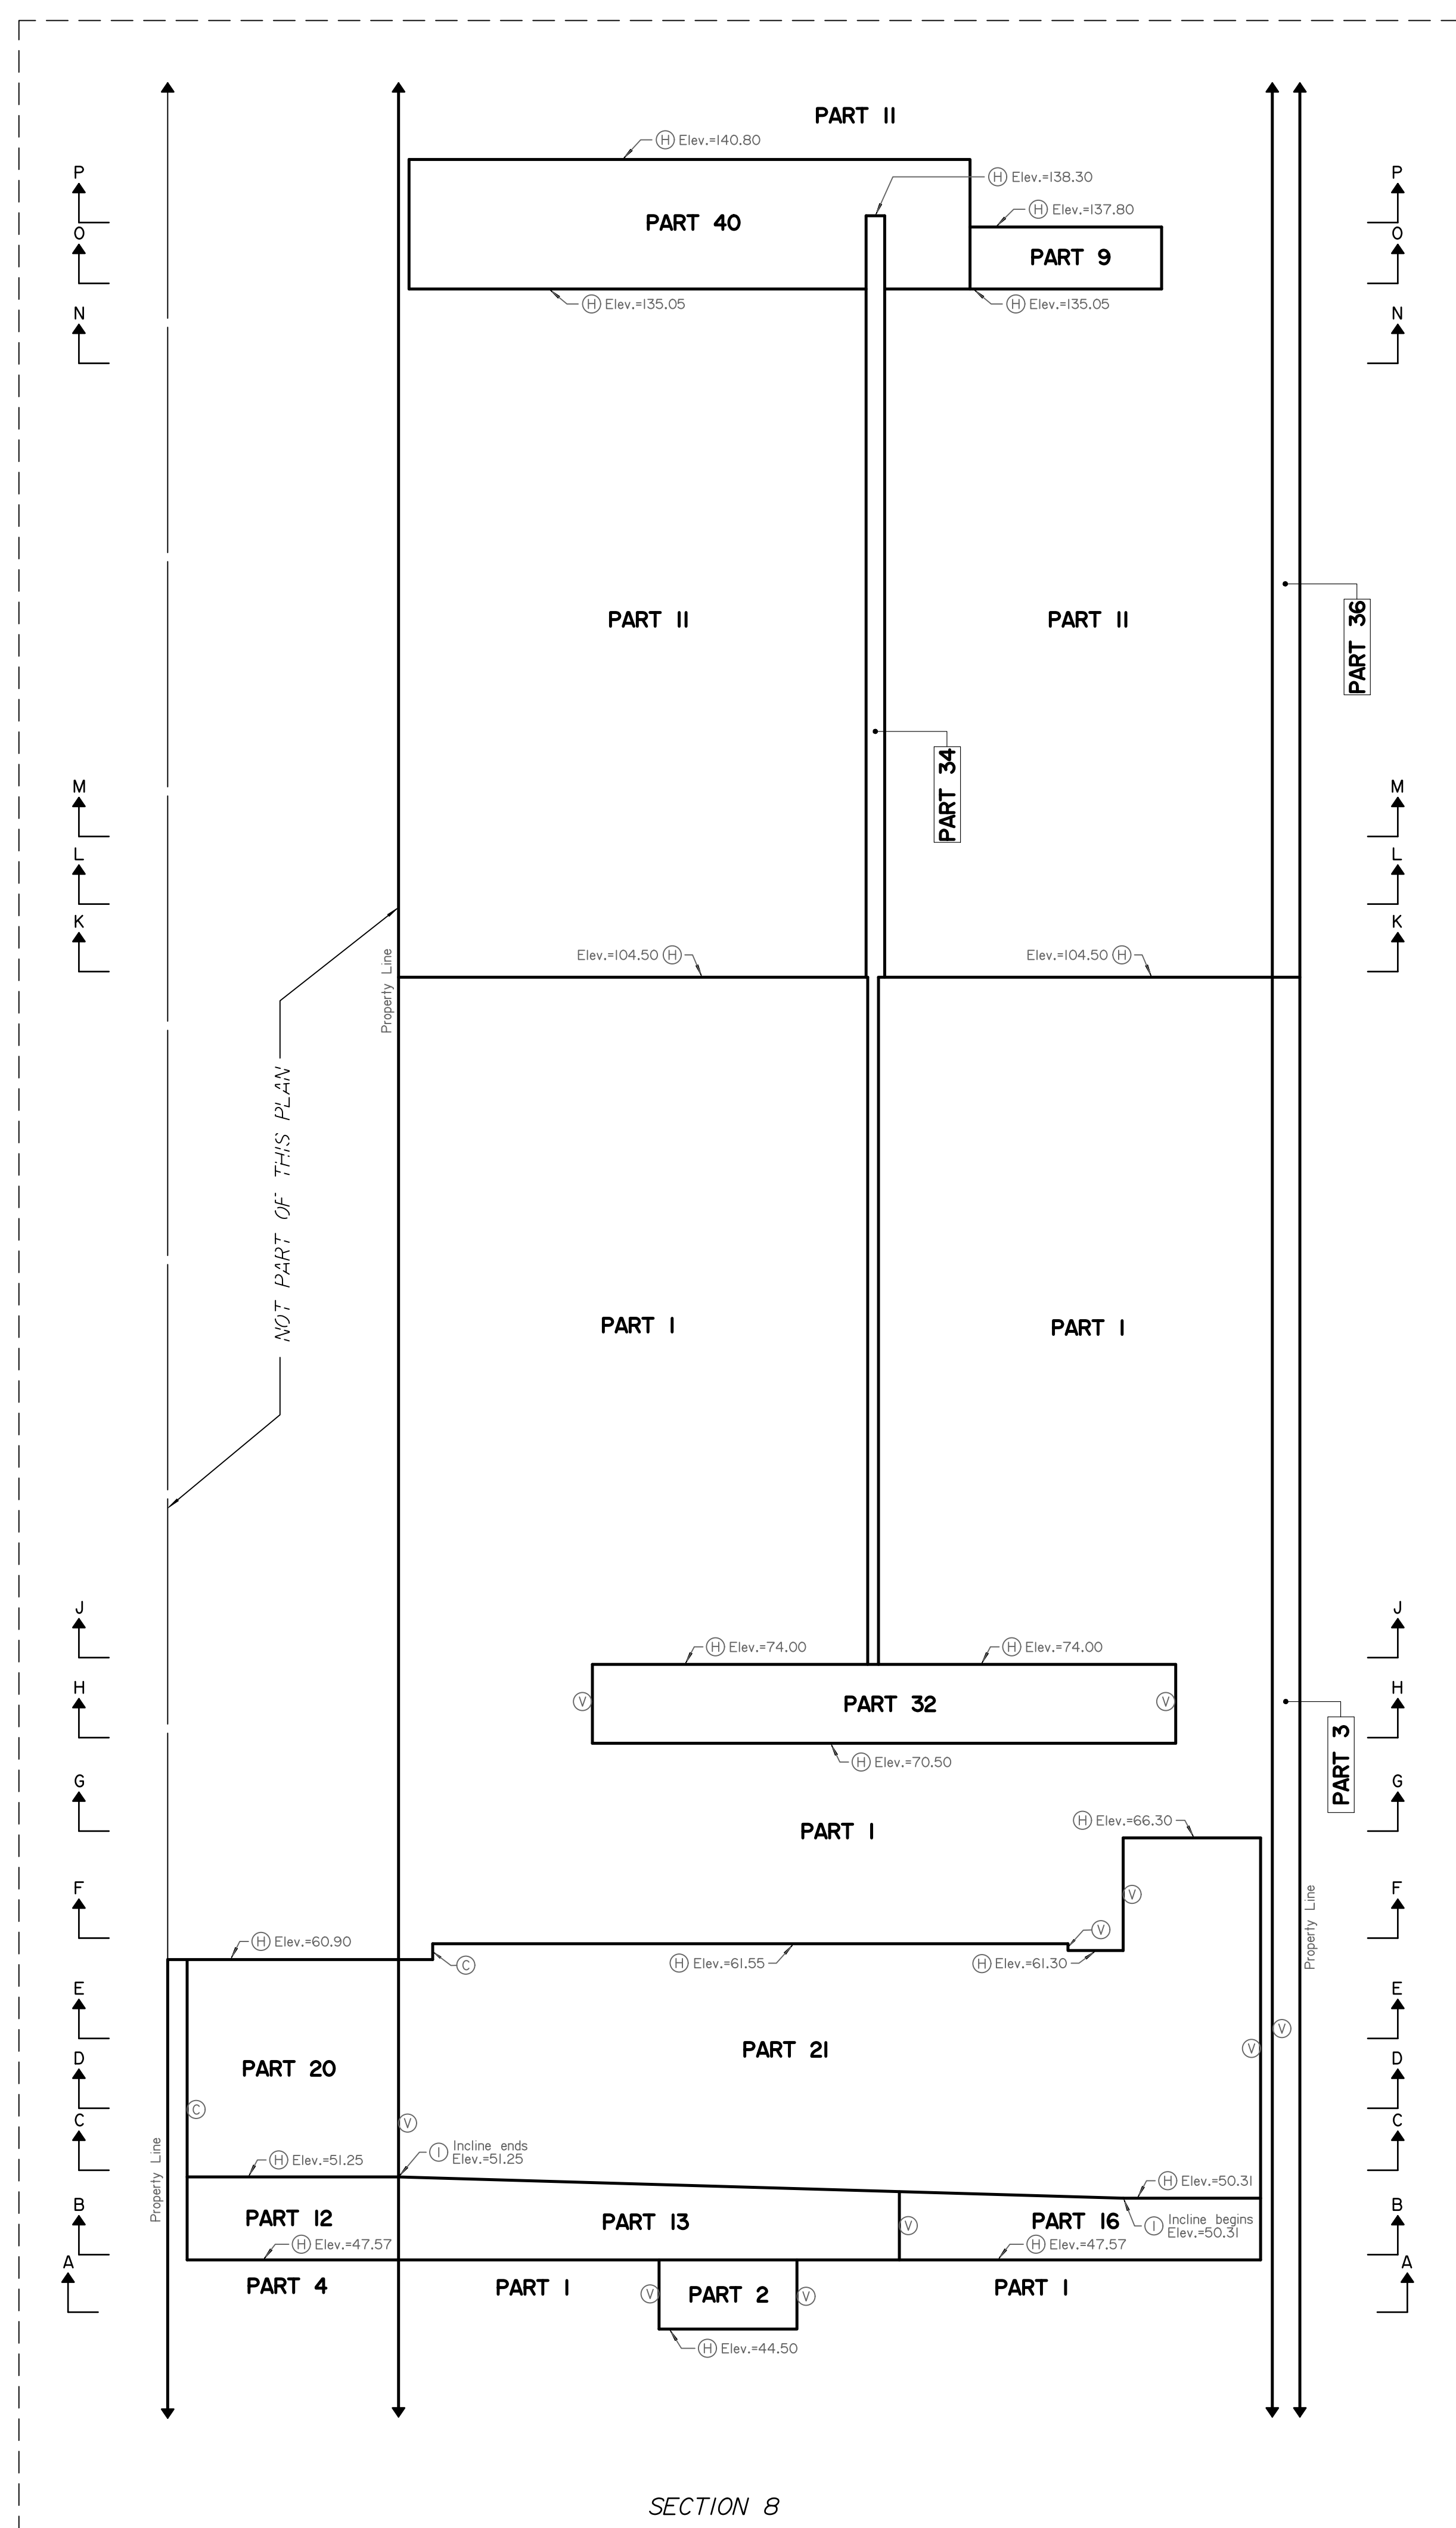 PART 11
Ⓗ Elev.=140.80
P
P
Ⓗ Elev.=138.30
Ⓗ Elev.=137.80
PART 40
O
O
PART 9
Ⓗ Elev.=135.05
Ⓗ Elev.=135.05
N
N
PART 11
PART 11
PART 36
PART 34
M
M
L
L
K
K
Elev.=104.50 Ⓗ
Elev.=104.50 Ⓗ
Property Line
NOT PART OF THIS PLAN
PART 1
PART 1
J
J
Ⓗ Elev.=74.00
Ⓗ Elev.=74.00
H
H
Ⓥ
PART 32
Ⓥ
PART 3
Ⓗ Elev.=70.50
G
G
Ⓗ Elev.=66.30
PART 1
F
F
Ⓥ
Ⓥ
Property Line
Ⓗ Elev.=60.90
Ⓒ
Ⓗ Elev.=61.55
Ⓗ Elev.=61.30
E
E
Ⓥ
Ⓥ
PART 21
D
D
PART 20
Ⓒ
C
C
Ⓥ
Ⓘ Incline ends
Elev.=51.25
Ⓗ Elev.=51.25
Property Line
Ⓗ Elev.=50.31
B
B
PART 12
PART 13
Ⓥ
PART 16
Ⓘ Incline begins
Elev.=50.31
Ⓗ Elev.=47.57
Ⓗ Elev.=47.57
A
A
PART 4
PART 1
Ⓥ
PART 2
Ⓥ
PART 1
Ⓗ Elev.=44.50
SECTION 8